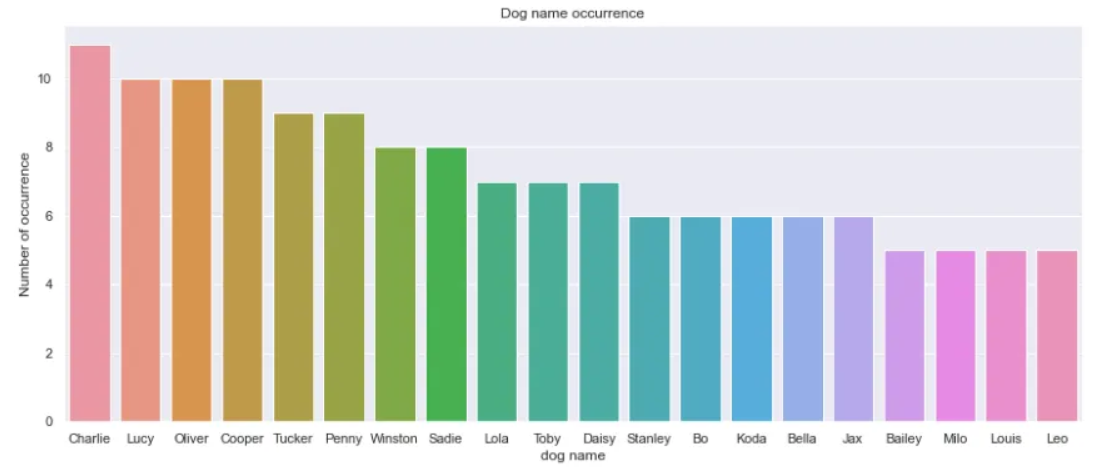 Dog name occurrence
Number of occurrence
10
8
6
4
2
0
Charlie Lucy Oliver Cooper Tucker Penny Winston Sadie Lola Toby Daisy Stanley Bo Koda Bella Jax Bailey Milo Louis Leo
dog name